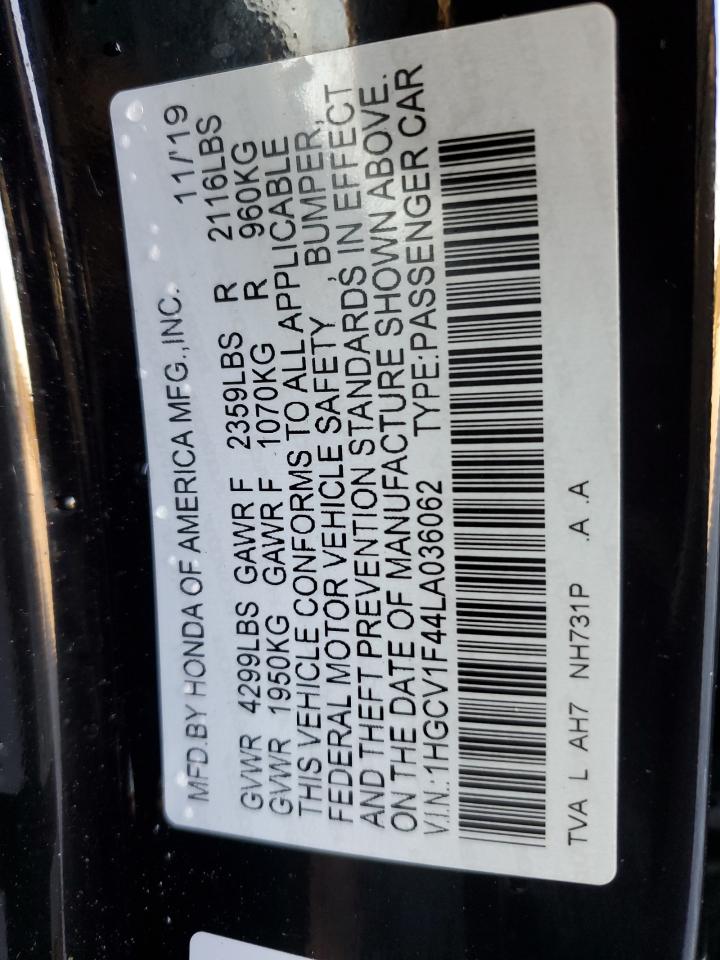 MFD.BY HONDA OF AMERICA MFG.,INC. 11/'19
GVWR 4299LBS GAWR F 2359LBS R 2116LBS
GVWR 1950KG GAWR F 1070KG R 960KG
THIS VEHICLE CONFORMS TO ALL APPLICABLE
FEDERAL MOTOR VEHICLE SAFETY, BUMPER,
AND THEFT PREVENTION STANDARDS IN EFFECT
ON THE DATE OF MANUFACTURE SHOWN ABOVE.
V.I.N.:1HGCV1F44LA036062 TYPE:PASSENGER CAR
TVA L AH7 NH731P .A .A